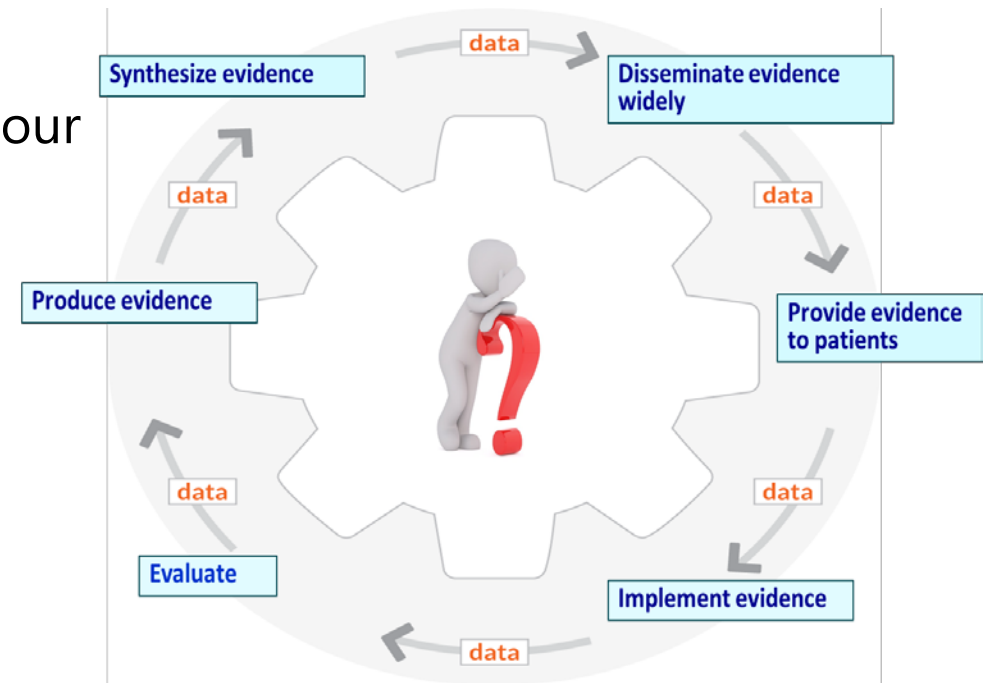 data
Synthesize evidence
Disseminate evidence
widely
our
data
data
Produce evidence
Provide evidence
to patients
data
data
Evaluate
Implement evidence
data